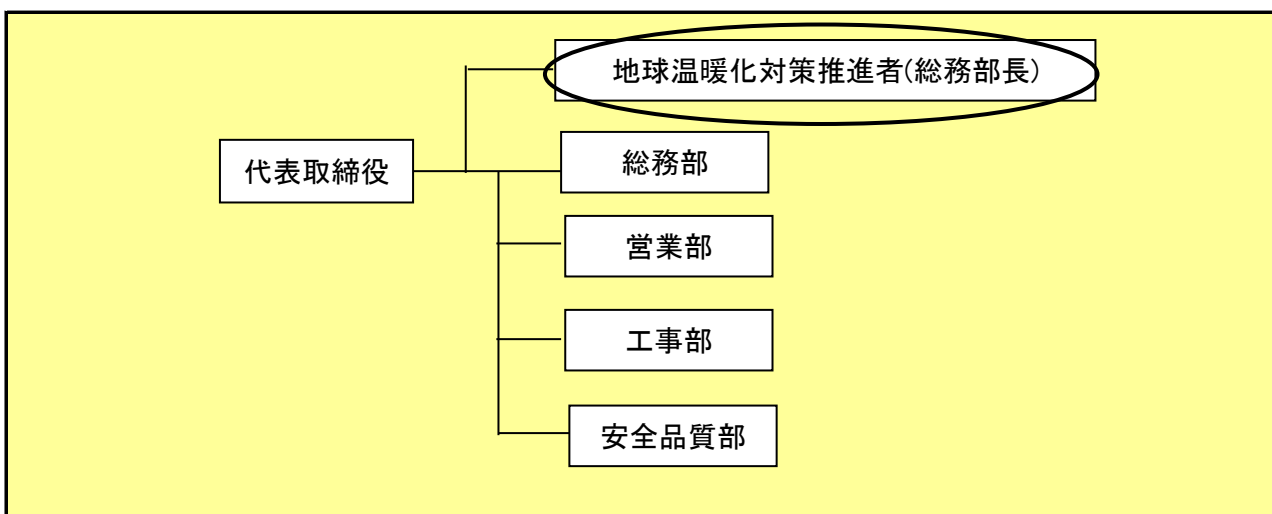 地球温暖化対策推進者(総務部長)
代表取締役
総務部
営業部
工事部
安全品質部